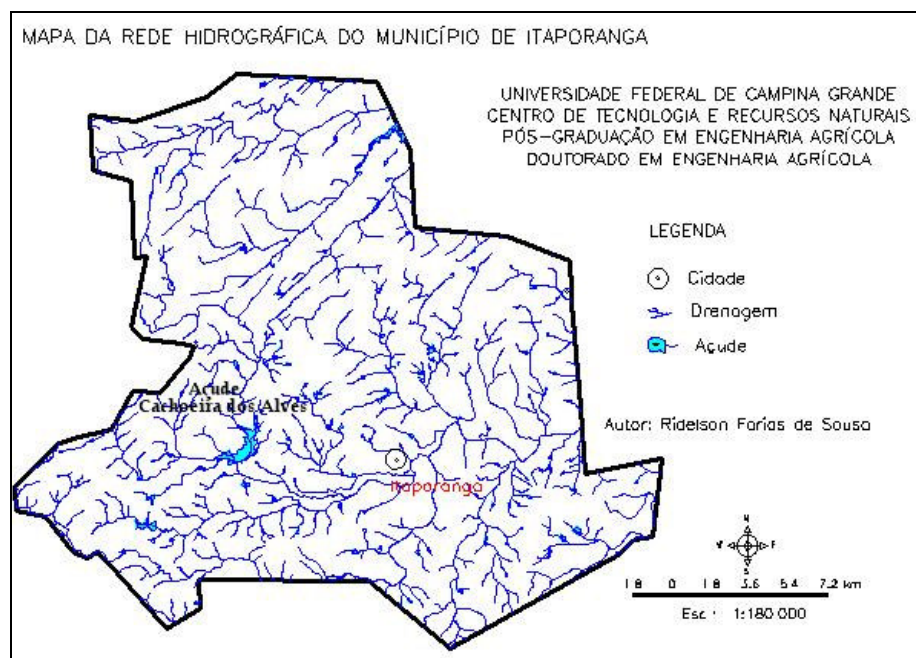 MAPA DA REDE HIDROGRÁFICA DO MUNICÍPIO DE ITAPORANGA
UNIVERSIDADE FEDERAL DE CAMPINA GRANDE
CENTRO DE TECNOLOGIA E RECURSOS NATURAIS
PÓS-GRADUAÇÃO EM ENGENHARIA AGRÍCOLA
DOUTORADO EM ENGENHARIA AGRÍCOLA
LEGENDA
Cidade
Drenagem
Açude
Açude
Cachoeira dos Alves
Autor: Ridelson Farias de Sousa
Itaporanga
N
S
1.8 0 1.8 3.6 5.4 7.2 km
Esc.: 1:180 000